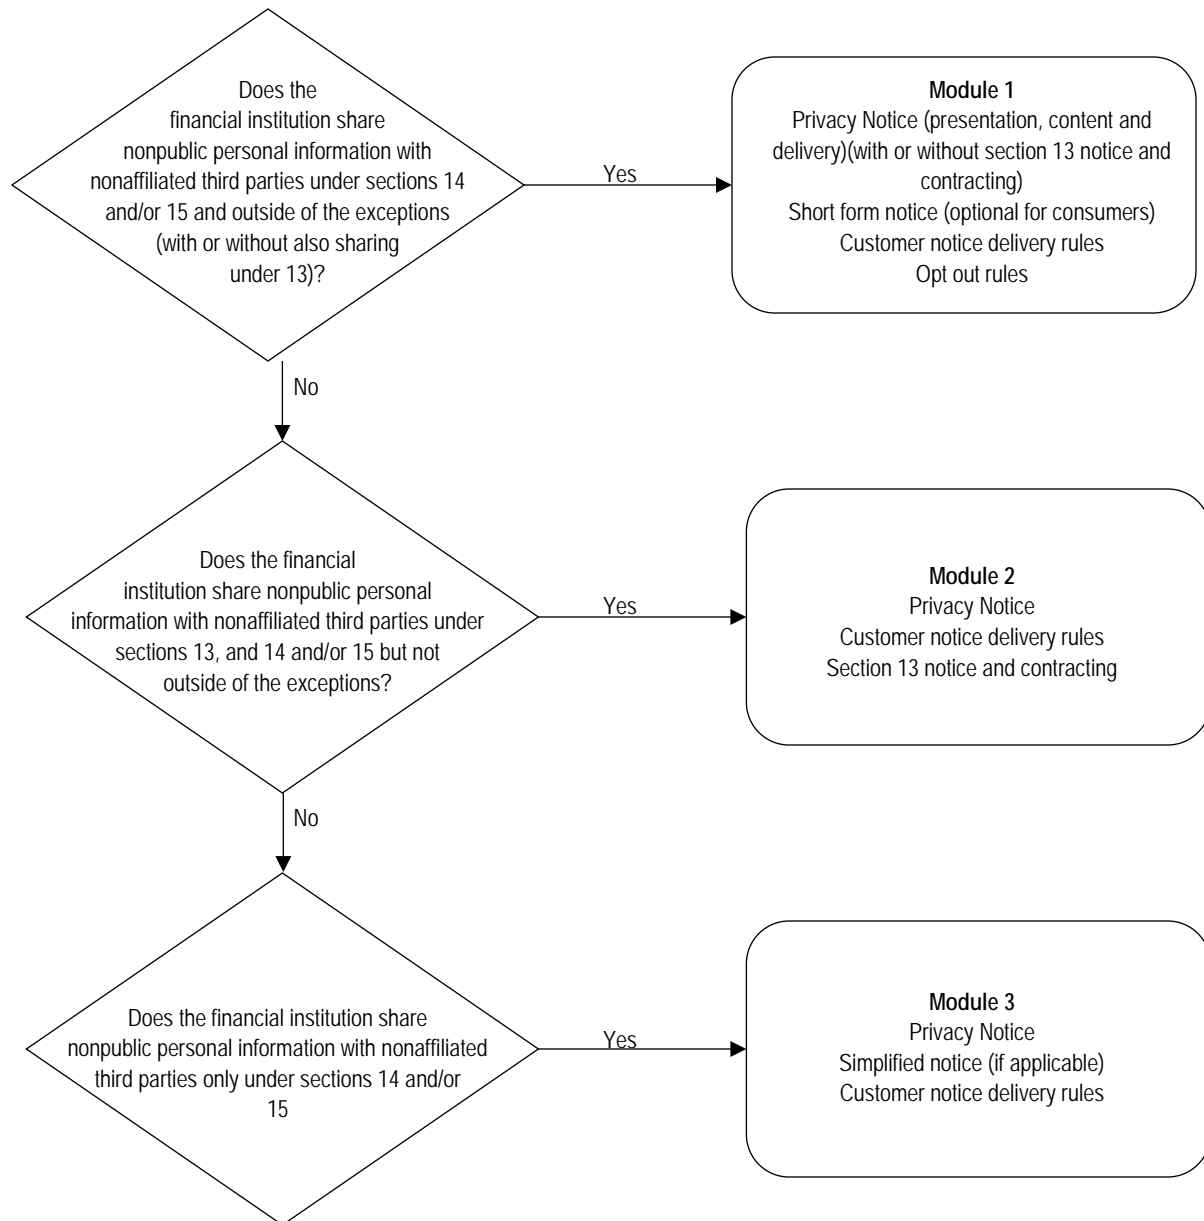 Does the
financial institution share
nonpublic personal information with
nonaffiliated third parties under sections 14
and/or 15 and outside of the exceptions
(with or without also sharing
under 13)?
Yes
Module 1
Privacy Notice (presentation, content and
delivery)(with or without section 13 notice and
contracting)
Short form notice (optional for consumers)
Customer notice delivery rules
Opt out rules
No
Does the financial
institution share nonpublic personal
information with nonaffiliated third parties under
sections 13, and 14 and/or 15 but not
outside of the exceptions?
Yes
Module 2
Privacy Notice
Customer notice delivery rules
Section 13 notice and contracting
No
Does the financial institution share
nonpublic personal information with nonaffiliated
third parties only under sections 14 and/or
15
Yes
Module 3
Privacy Notice
Simplified notice (if applicable)
Customer notice delivery rules